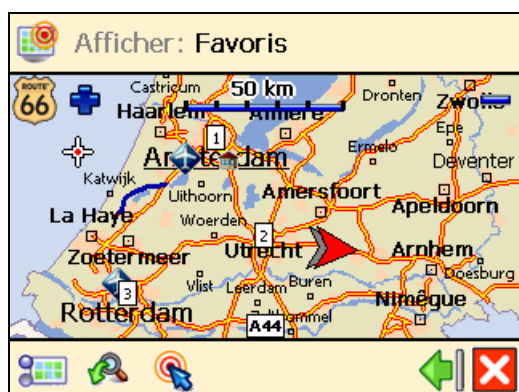 Afficher: Favoris
ROUTE
66
50 km
Castricum
Haarlem
Almere
Dronten
Zwolle
1
Amsterdam
Ermelo
Epe
Deventer
Katwijk
Uithoorn
Amersfoort
Apeldoorn
La Haye
Woerden
2
Zoetermeer
Utrecht
Arnhem
Doesburg
Vlist
Leerdam
Buren
Nimègue
3
Rotterdam
A44